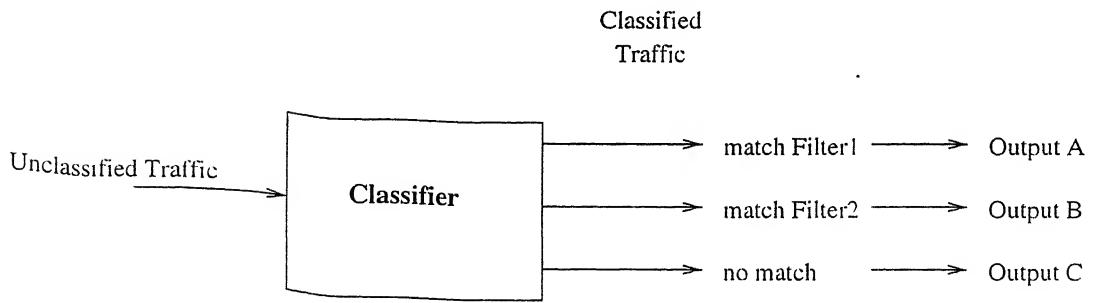 Classified
Traffic
Unclassified Traffic
Classifier
match Filter1
Output A
match Filter2
Output B
no match
Output C